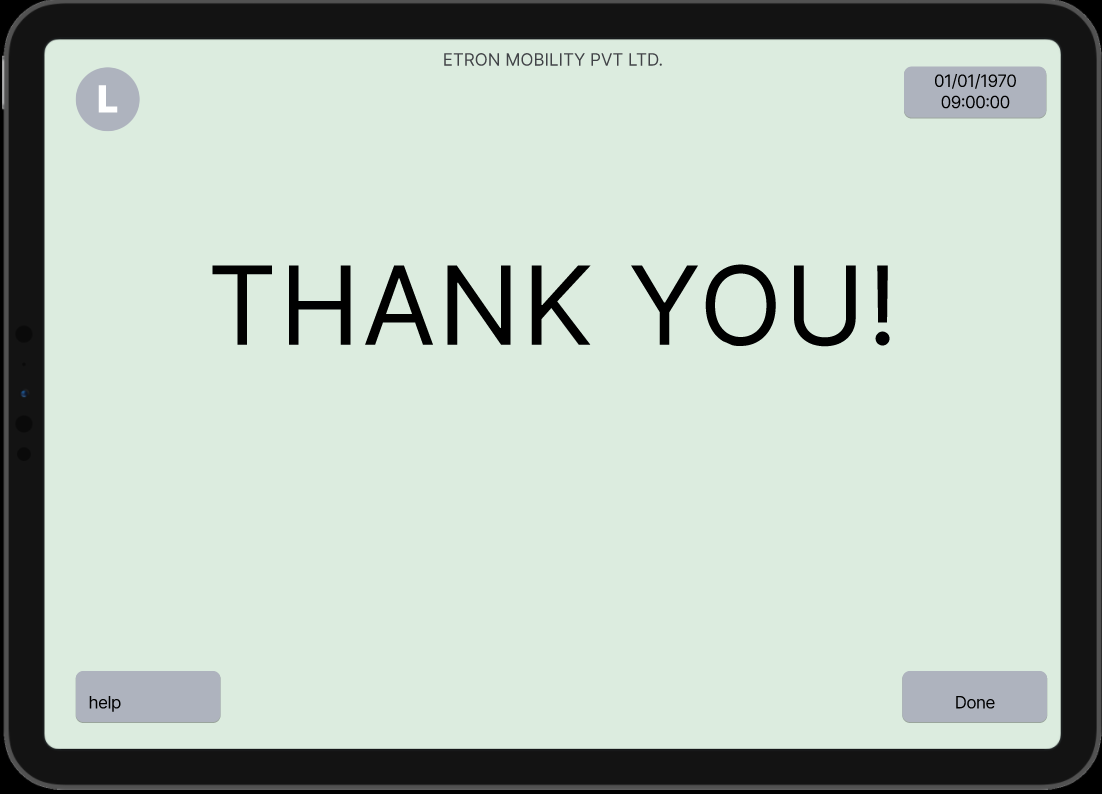 ETRON MOBILITY PVT LTD.
L
01/01/1970
09:00:00
THANK YOU!
help
Done